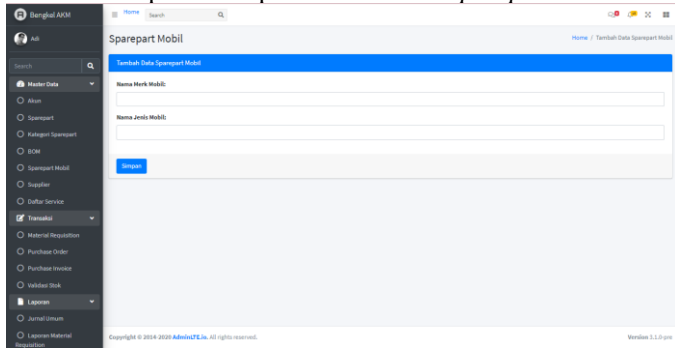 Bengkel AKM
Home
Search
Adi
Sparepart Mobil
Home / Tambah Data Sparepart Mobil
Search
Tambah Data Sparepart Mobil
Master Data
Nama Merk Mobil:
Akun
Sparepart
Nama Jenis Mobil:
Kategori Sparepart
BOM
Sparepart Mobil
Simpan
Supplier
Daftar Service
Transaksi
Material Requisition
Purchase Order
Purchase Invoice
Validasi Stok
Laporan
Jurnal Umum
Laporan Material
Requisition
Copyright © 2014-2020 AdminLTE.io. All rights reserved.
Version 3.1.0-pre